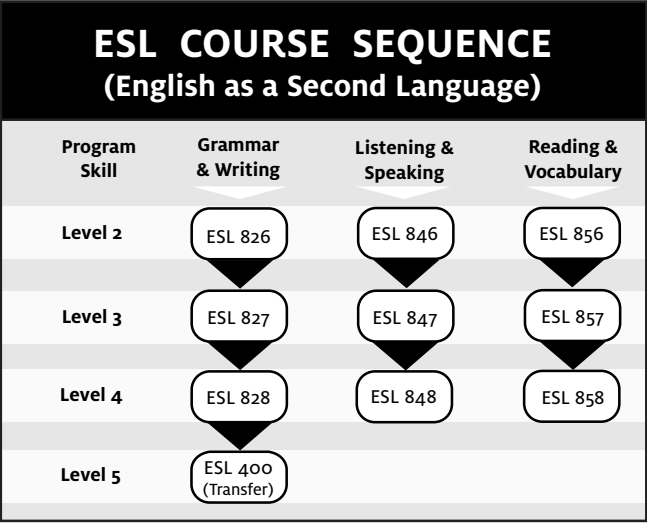 ESL COURSE SEQUENCE
(English as a Second Language)
Program Skill
Grammar & Writing
Listening & Speaking
Reading & Vocabulary
Level 2 ESL 826 ESL 846 ESL 856
Level 3 ESL 827 ESL 847 ESL 857
Level 4 ESL 828 ESL 848 ESL 858
Level 5 ESL 400
(Transfer)